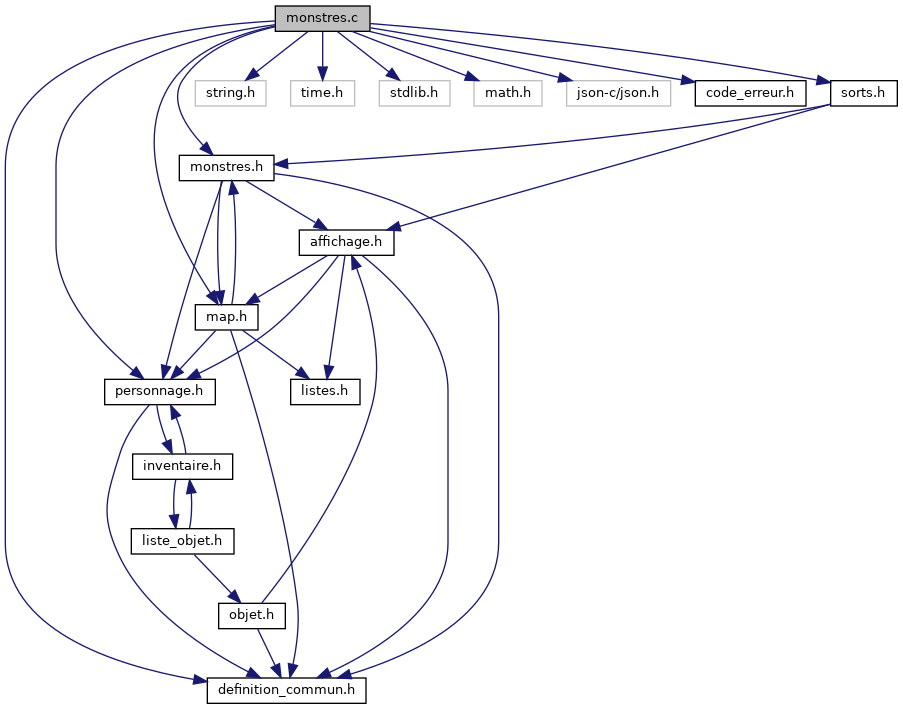 monstres.c
string.h
time.h
stdlib.h
math.h
json-c/json.h
code_erreur.h
sorts.h
monstres.h
affichage.h
map.h
personnage.h
listes.h
inventaire.h
liste_objet.h
objet.h
definition_commun.h